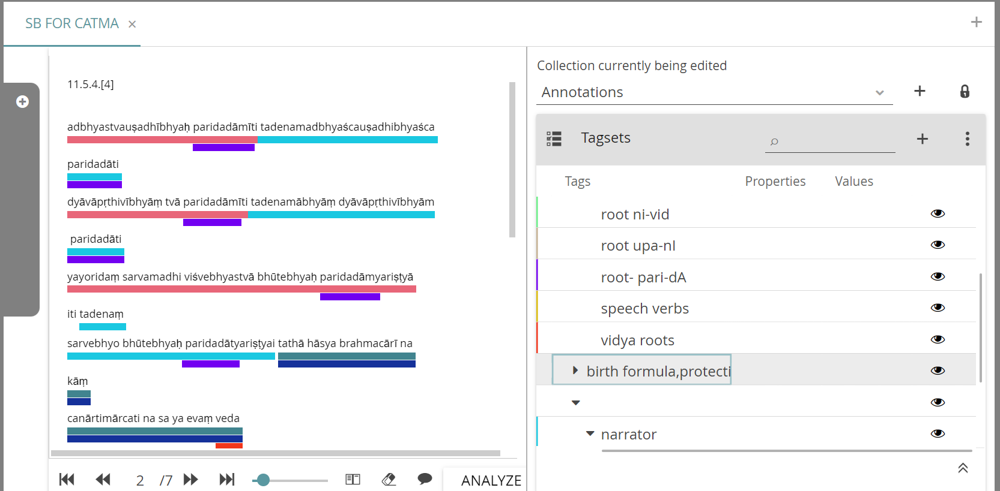 SB FOR CATMA
11.5.4.[4]
adbhyastvauṣadhībhyaḥ paridadāmīti tadenamadbhyaścauṣadhibhyaśca
paridadāti
dyāvāpṛthivībhyāṃ tvā paridadāmīti tadenamābhyāṃ dyāvāpṛthivībhyām
paridadāti
yayoridaṃ sarvamadhi viśvebhyastvā bhūtebhyaḥ paridadāmyariṣṭyā
iti tadenaṃ
sarvebhyo bhūtebhyaḥ paridadātyariṣṭyai tathā hāsya brahmacārī na
kāṃ
canārtimārcati na sa ya evaṃ veda
2 /7
ANALYZE
Collection currently being edited
Annotations
Tagsets
Tags Properties Values
root ni-vid
root upa-nI
root- pari-dA
speech verbs
vidya roots
birth formula,protecti
narrator